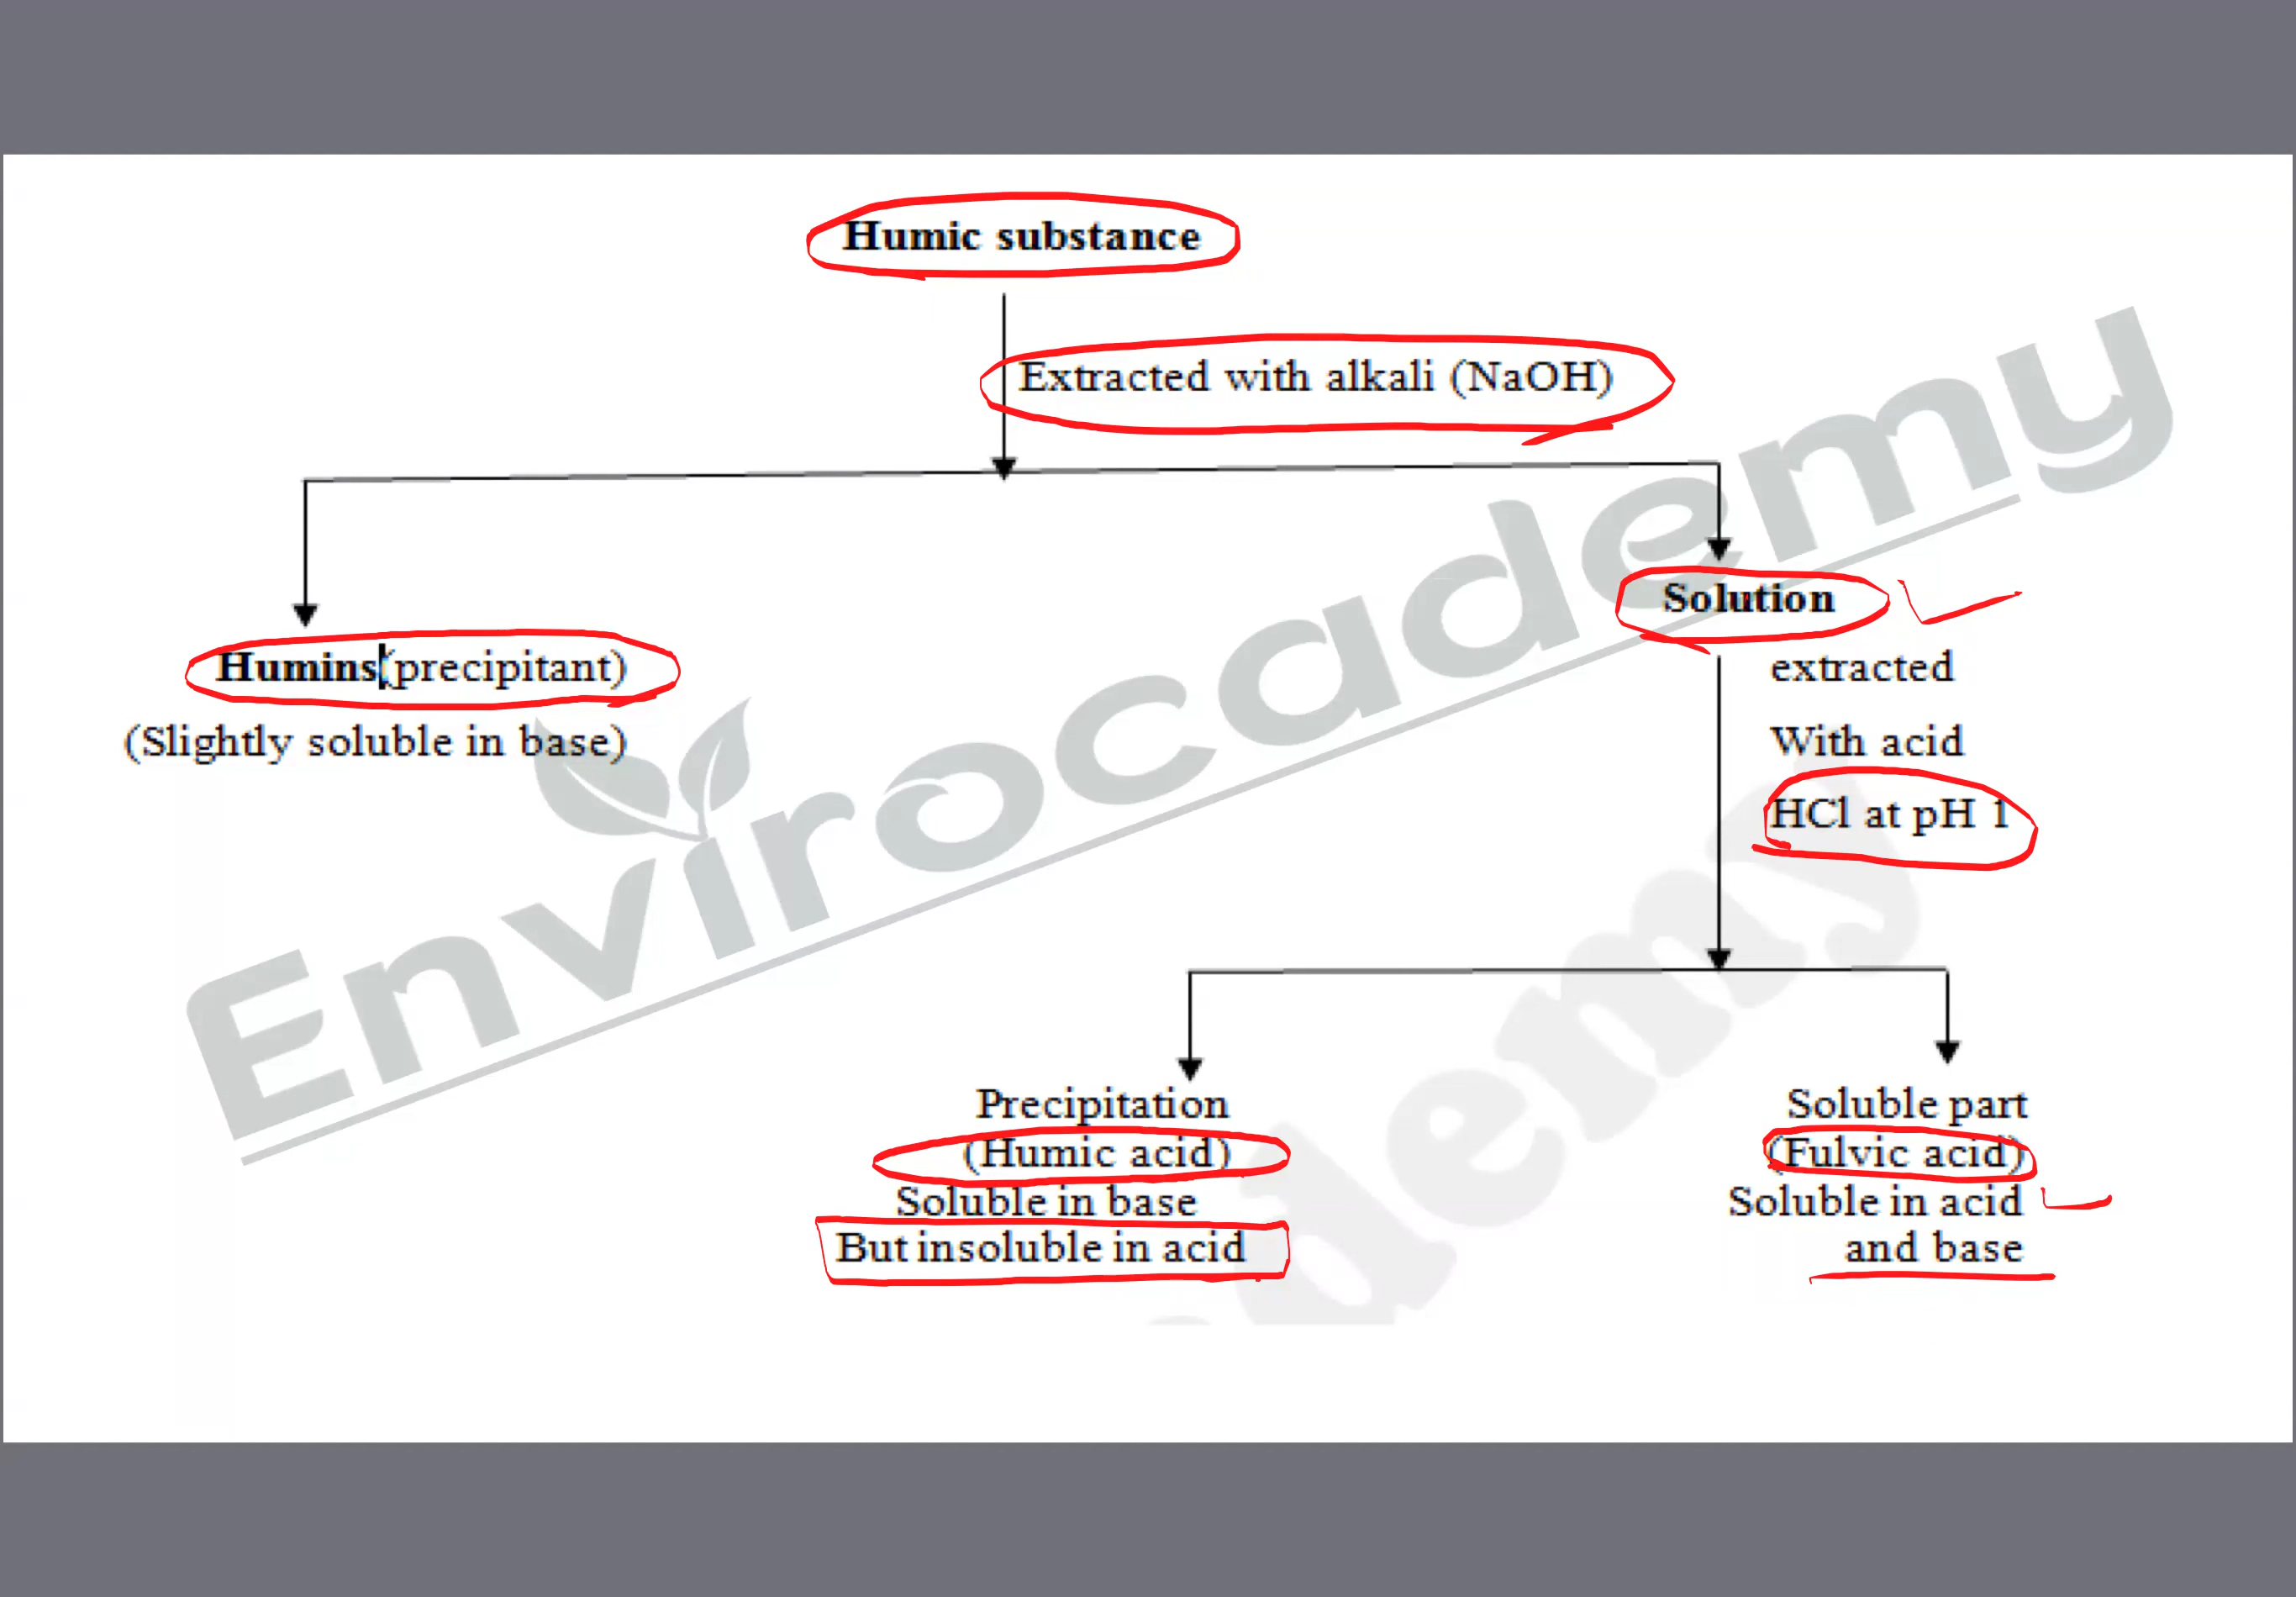 Humic substance
Extracted with alkali (NaOH)
Solution
Humins(precipitant)
(Slightly soluble in base)
extracted
With acid
HCl at pH 1
Precipitation
(Humic acid)
Soluble in base
But insoluble in acid
Soluble part
(Fulvic acid)
Soluble in acid
and base
Envirocademy
demy